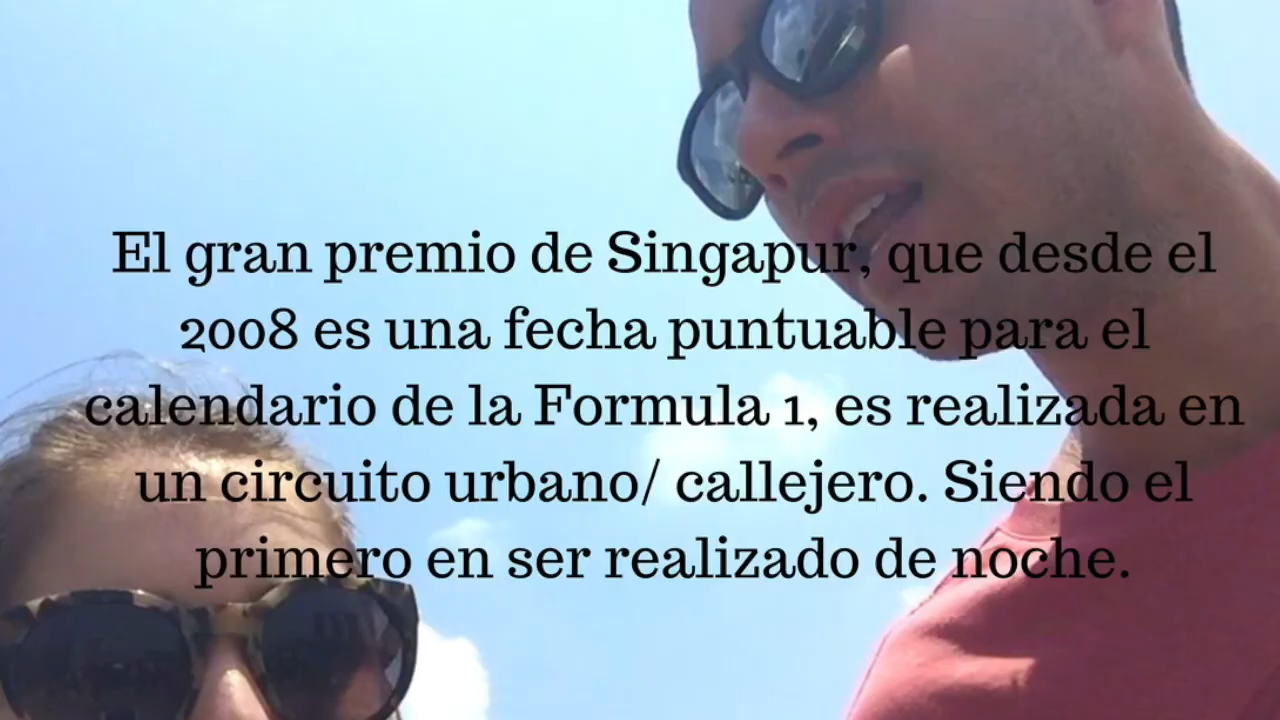 El gran premio de Singapur, que desde el
2008 es una fecha puntuable para el
calendario de la Formula 1, es realizada en
un circuito urbano/ callejero. Siendo el
primero en ser realizado de noche.